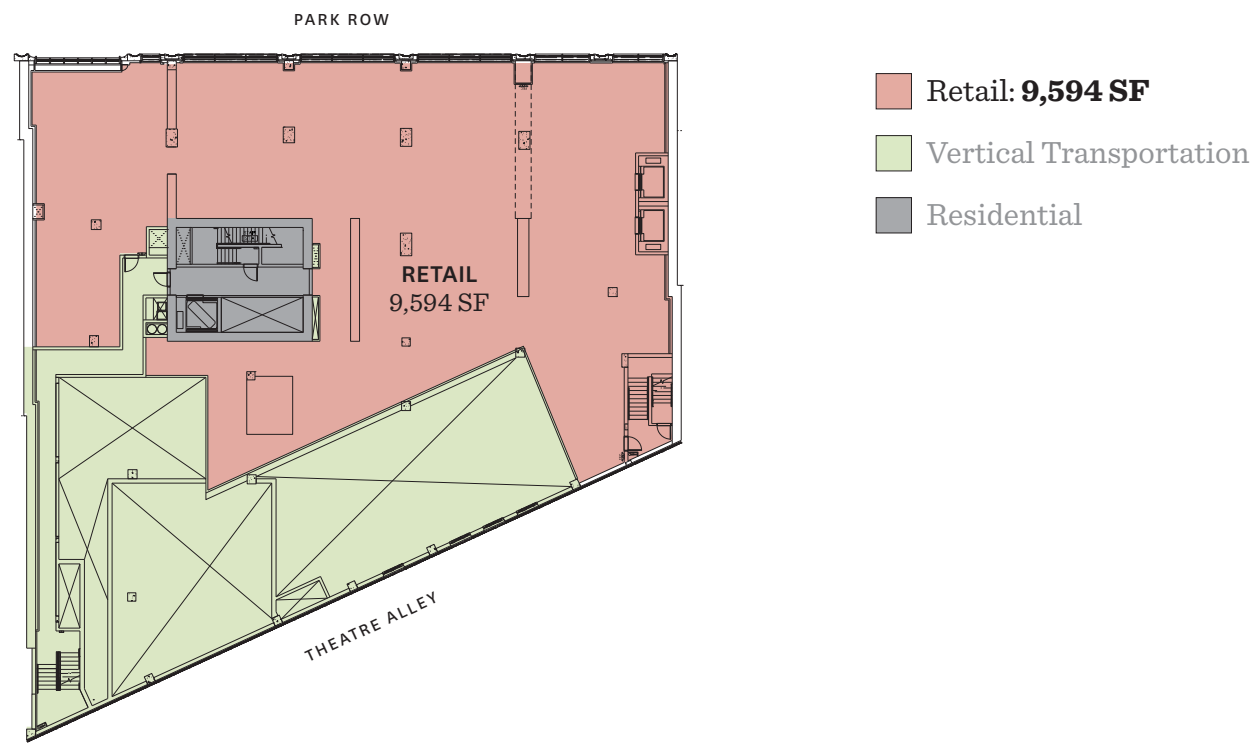 PARK ROW
Retail: 9,594 SF
Vertical Transportation
Residential
RETAIL
9,594 SF
THEATRE ALLEY